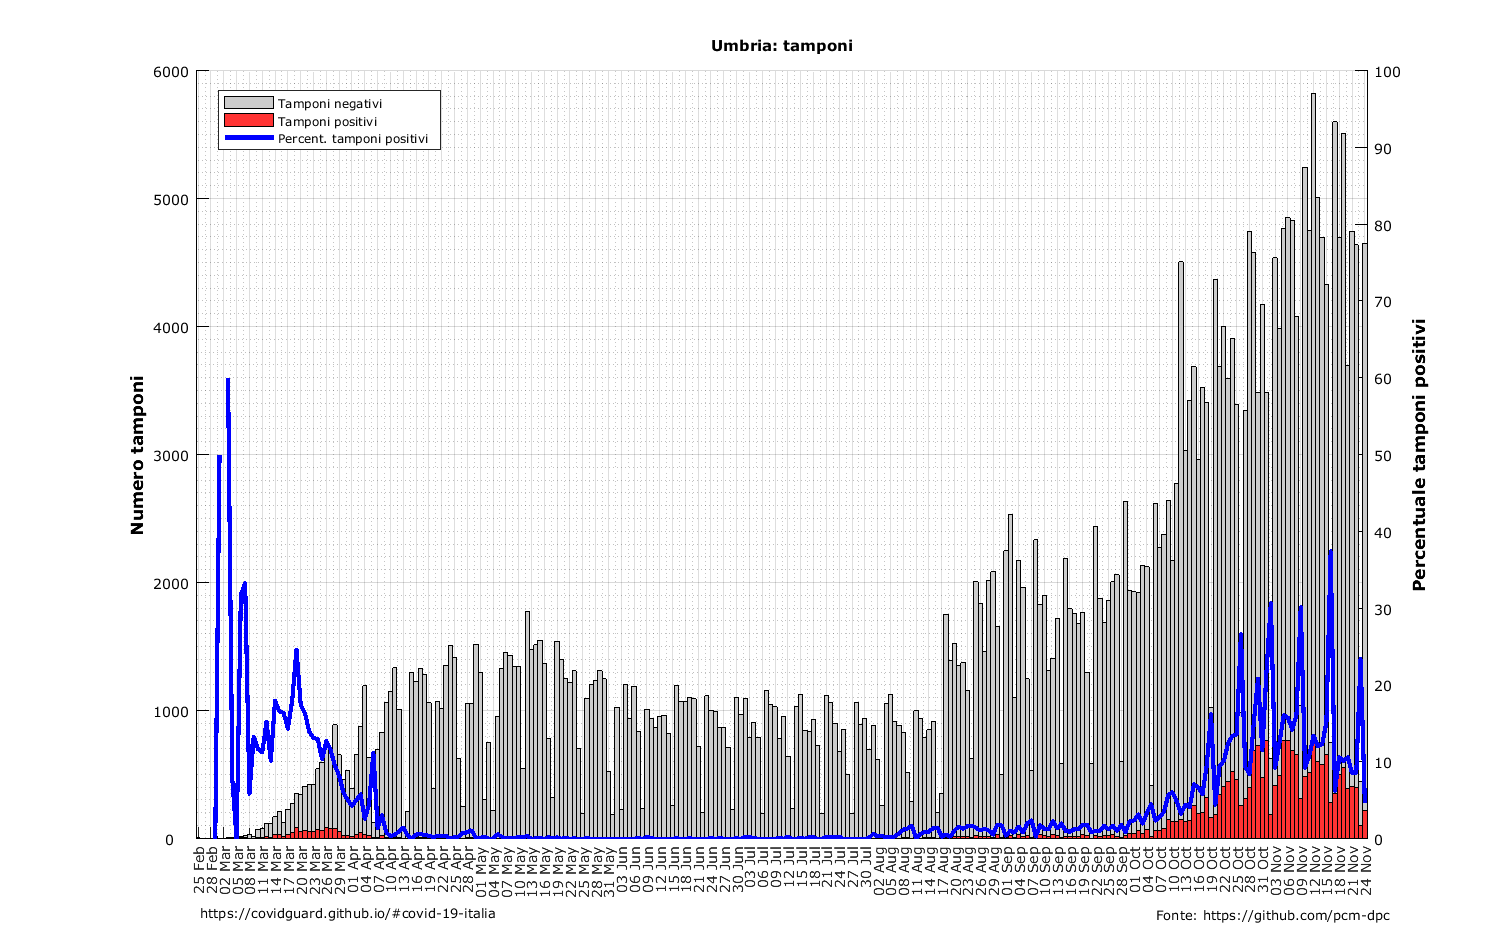 Umbria: tamponi
6000
5000
4000
3000
2000
1000
0
100
90
80
70
60
50
40
30
20
10
0
Numero tamponi
Percentuale tamponi positivi
Tamponi negativi
Tamponi positivi
Percent. tamponi positivi
25 Feb
28 Feb
02 Mar
05 Mar
08 Mar
11 Mar
14 Mar
17 Mar
20 Mar
23 Mar
26 Mar
29 Mar
01 Apr
04 Apr
07 Apr
10 Apr
13 Apr
16 Apr
19 Apr
22 Apr
25 Apr
28 Apr
01 May
04 May
07 May
10 May
13 May
16 May
19 May
22 May
25 May
28 May
31 May
03 Jun
06 Jun
09 Jun
12 Jun
15 Jun
18 Jun
21 Jun
24 Jun
27 Jun
30 Jun
03 Jul
06 Jul
09 Jul
12 Jul
15 Jul
18 Jul
21 Jul
24 Jul
27 Jul
30 Jul
02 Aug
05 Aug
08 Aug
11 Aug
14 Aug
17 Aug
20 Aug
23 Aug
26 Aug
29 Aug
01 Sep
04 Sep
07 Sep
10 Sep
13 Sep
16 Sep
19 Sep
22 Sep
25 Sep
28 Sep
01 Oct
04 Oct
07 Oct
10 Oct
13 Oct
16 Oct
19 Oct
22 Oct
25 Oct
28 Oct
31 Oct
03 Nov
06 Nov
09 Nov
12 Nov
15 Nov
18 Nov
21 Nov
24 Nov
https://covidguard.github.io/#covid-19-italia
Fonte: https://github.com/pcm-dpc